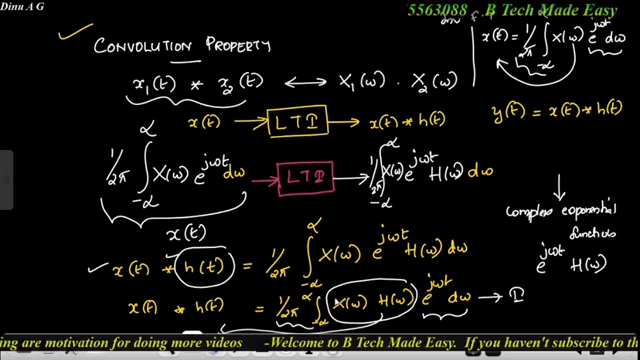 Dinu A G
5563088 - B Tech Made Easy
inv F.T
x(t) = 1/2π ∫_{-α}^{α} X(ω) e^{jωt} dω
CONVOLUTION PROPERTY
x₁(t) * x₂(t) ⟷ X₁(ω) . X₂(ω)
x(t) → LTI → x(t) * h(t)
y(t) = x(t) * h(t)
1/2π ∫_{-α}^{α} X(ω) e^{jωt} dω → LTI → 1/2π ∫_{-α}^{α} X(ω) e^{jωt} H(ω) dω
x(t)
complex exponential
function
e^{jωt} H(ω)
x(t) * h(t) = 1/2π ∫_{-α}^{α} X(ω) e^{jωt} H(ω) dω
x(t) * h(t) = 1/2π ∫_{-α}^{α} X(ω) H(ω) e^{jωt} dω → I
ing are motivation for doing more videos -Welcome to B Tech Made Easy. If you haven't subscribed to th